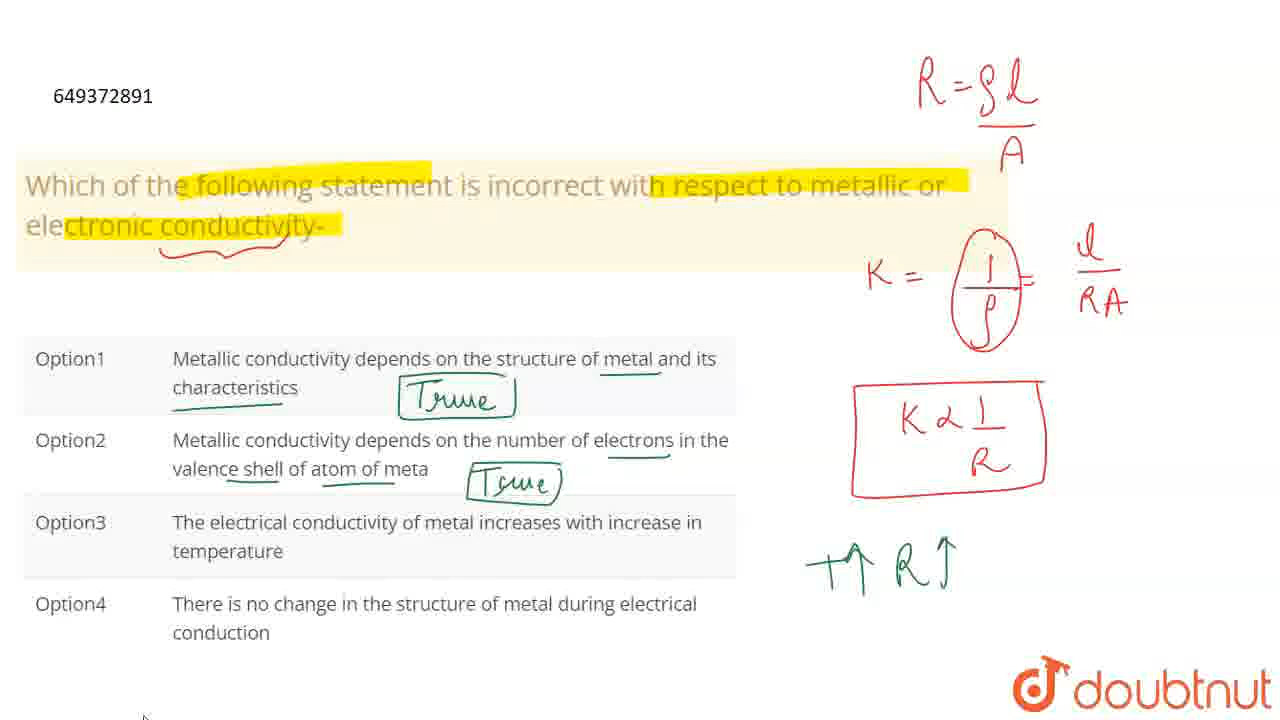 649372891
Which of the following statement is incorrect with respect to metallic or
electronic conductivity-
Option1 Metallic conductivity depends on the structure of metal and its
characteristics
True
Option2 Metallic conductivity depends on the number of electrons in the
valence shell of atom of meta
True
Option3 The electrical conductivity of metal increases with increase in
temperature
Option4 There is no change in the structure of metal during electrical
conduction
R = ρl
A
K = 1 = l
ρ RA
K ∝ 1
R
T↑ R↑
doubtnut